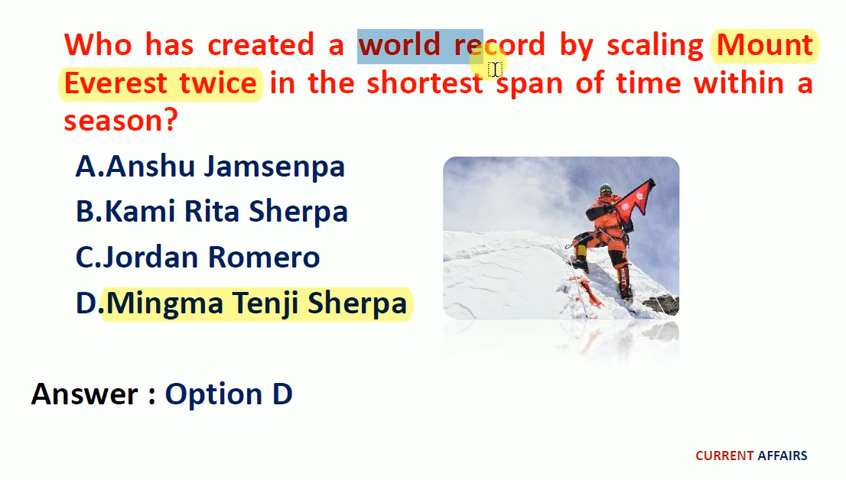 Who has created a world record by scaling Mount
Everest twice in the shortest span of time within a
season?
A.Anshu Jamsenpa
B.Kami Rita Sherpa
C.Jordan Romero
D.Mingma Tenji Sherpa
Answer : Option D
CURRENT AFFAIRS